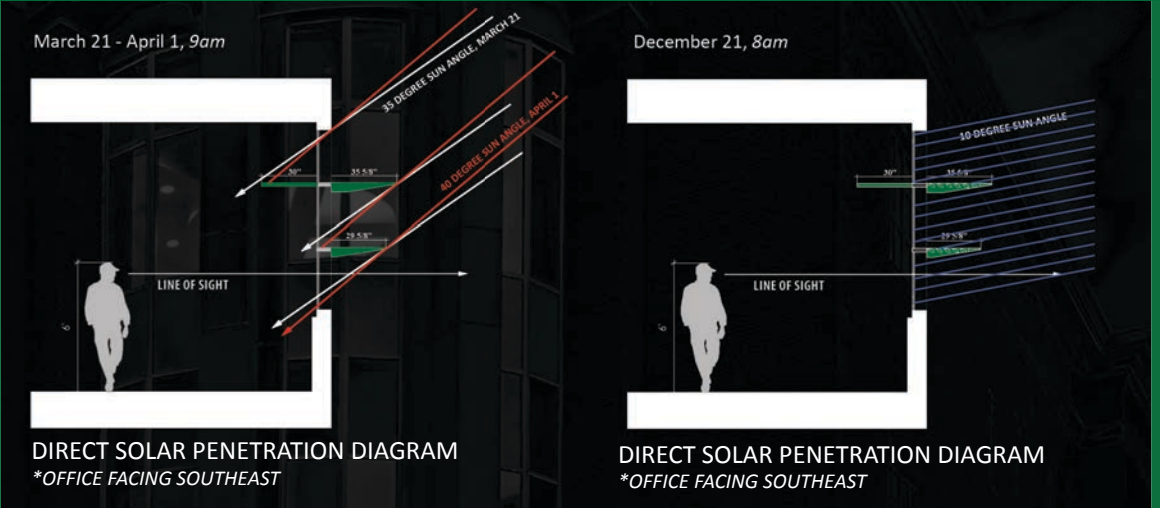 March 21 - April 1, 9am
35 DEGREE SUN ANGLE, MARCH 21
40 DEGREE SUN ANGLE, APRIL 1
30"
35 5/8"
29 5/8"
LINE OF SIGHT
6'
DIRECT SOLAR PENETRATION DIAGRAM
*OFFICE FACING SOUTHEAST
December 21, 8am
10 DEGREE SUN ANGLE
30"
35 5/8"
29 5/8"
LINE OF SIGHT
6'
DIRECT SOLAR PENETRATION DIAGRAM
*OFFICE FACING SOUTHEAST